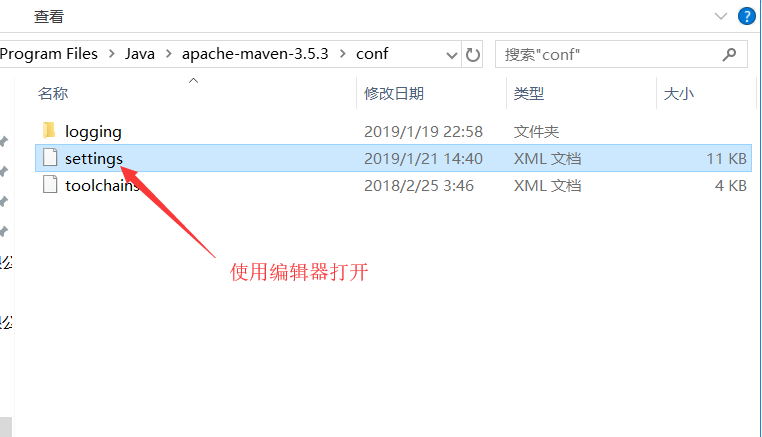 查看
Program Files > Java > apache-maven-3.5.3 > conf
搜索"conf"
名称 修改日期 类型 大小
logging 2019/1/19 22:58 文件夹
settings 2019/1/21 14:40 XML 文档 11 KB
toolchains 2018/2/25 3:46 XML 文档 4 KB
使用编辑器打开